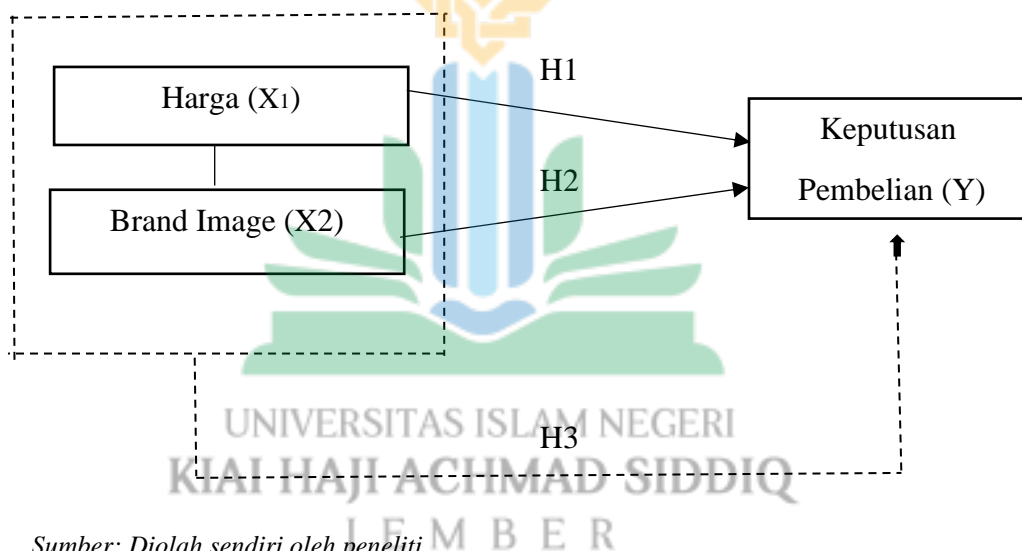 H1
Harga (X1)
Keputusan
Pembelian (Y)
H2
Brand Image (X2)
UNIVERSITAS ISLAM NEGERI
H3
KIAI HAJI ACHMAD SIDDIQ
JEMBER
Sumber: Diolah sendiri oleh peneliti